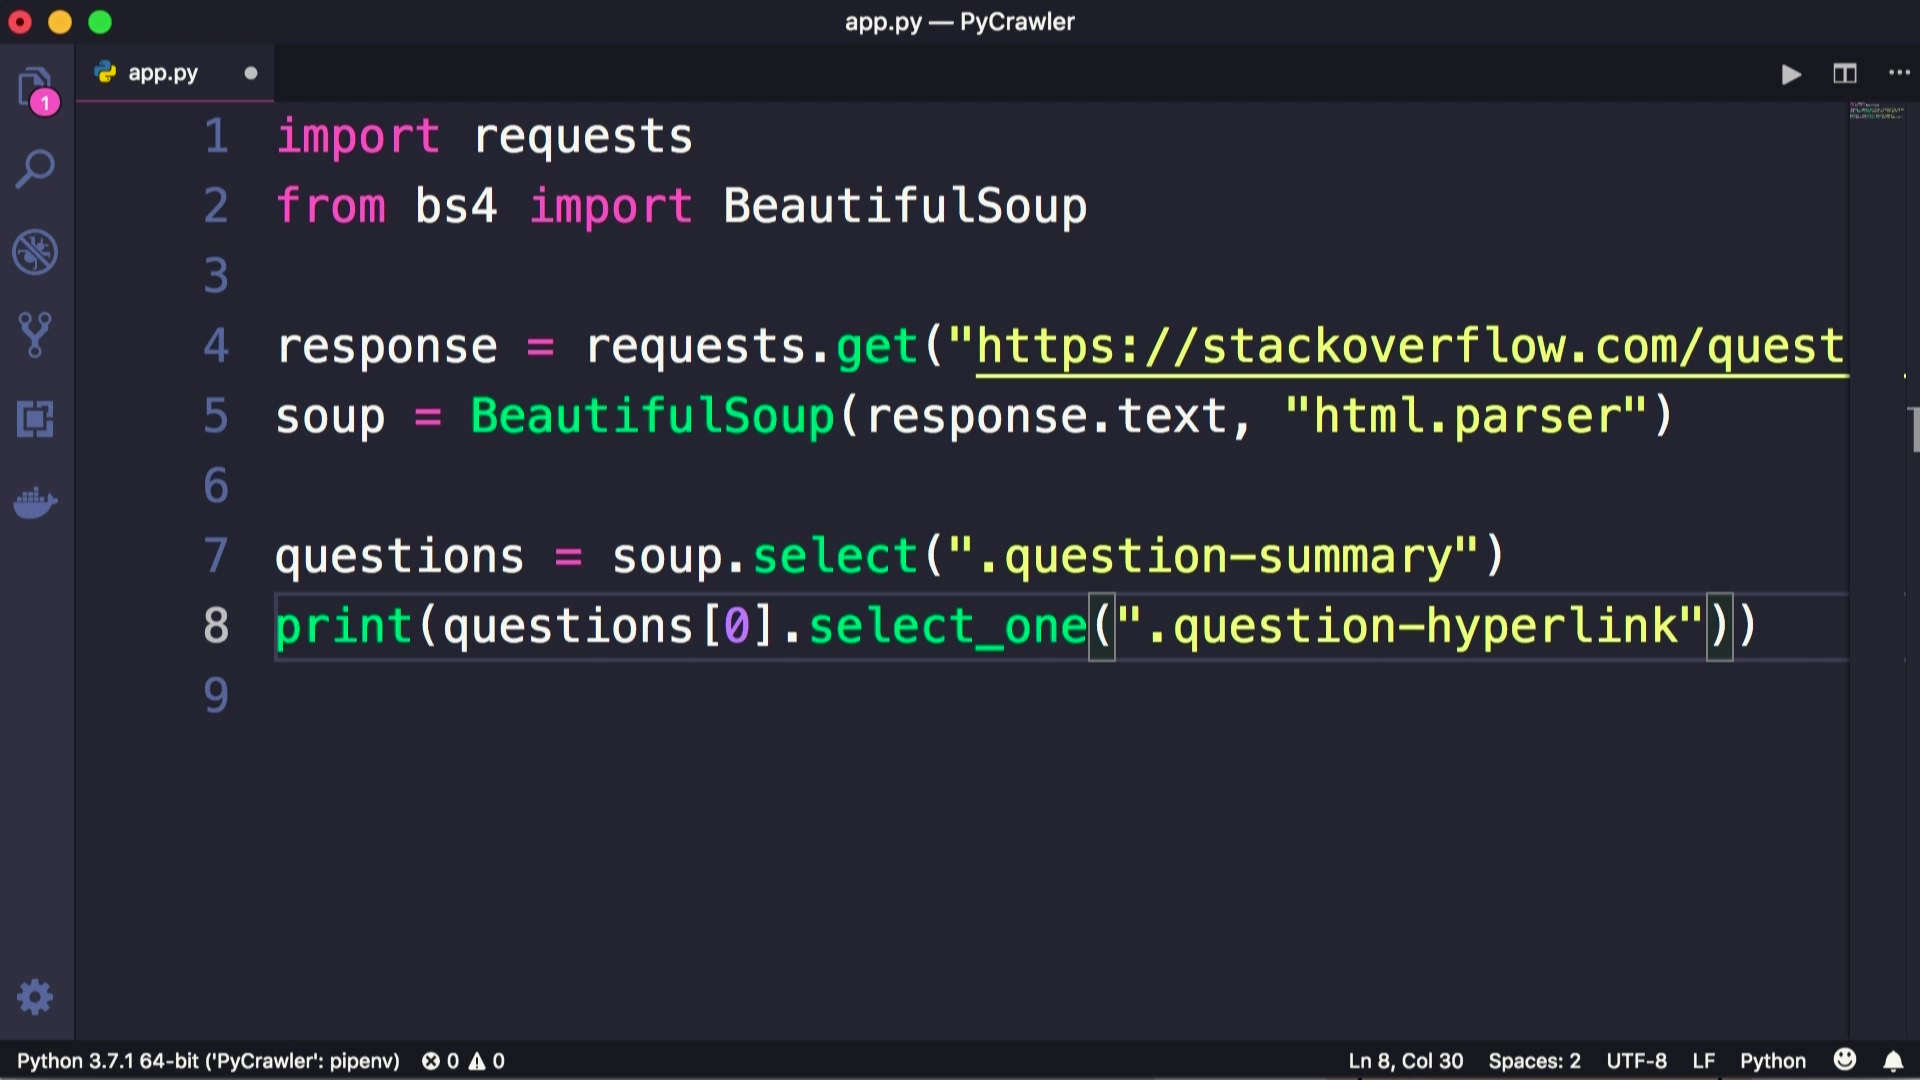 app.py — PyCrawler
app.py
1
1 import requests
2 from bs4 import BeautifulSoup
3
4 response = requests.get("https://stackoverflow.com/quest
5 soup = BeautifulSoup(response.text, "html.parser")
6
7 questions = soup.select(".question-summary")
8 print(questions[0].select_one(".question-hyperlink"))
9
Python 3.7.1 64-bit ('PyCrawler': pipenv) 0 0 Ln 8, Col 30 Spaces: 2 UTF-8 LF Python